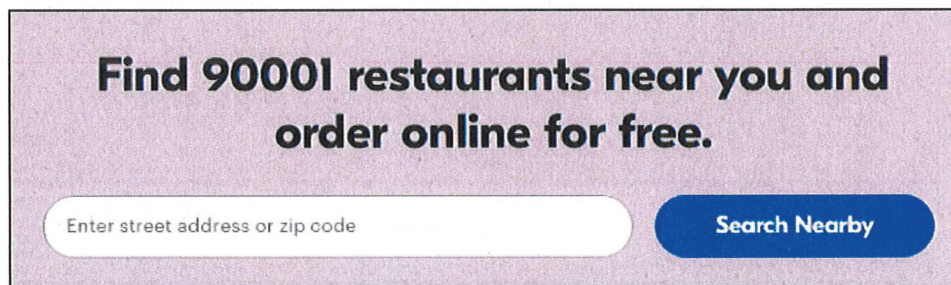 Find 90001 restaurants near you and
order online for free.
Enter street address or zip code
Search Nearby